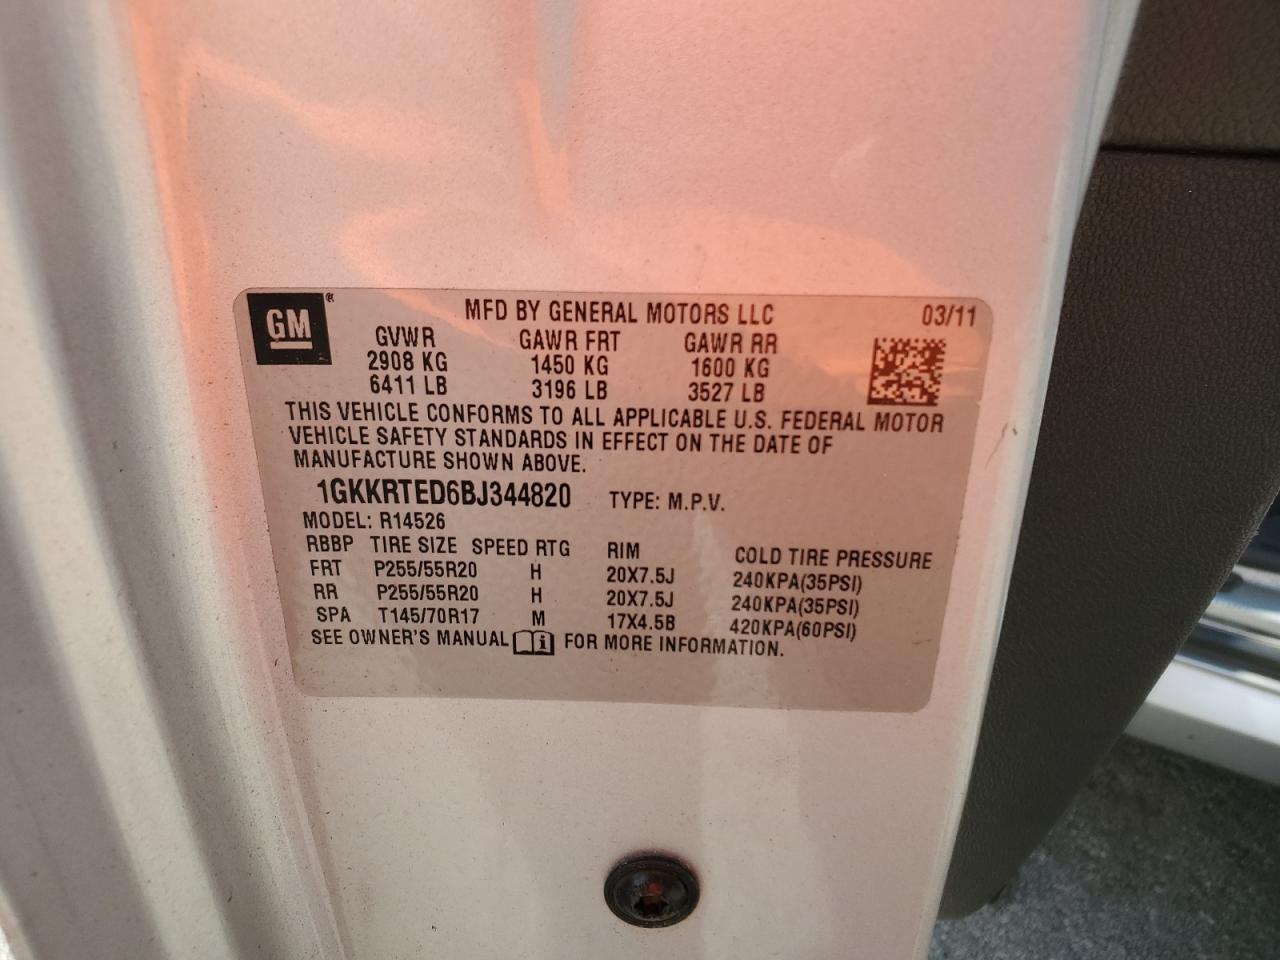 GM®
MFD BY GENERAL MOTORS LLC 03/11
GVWR GAWR FRT GAWR RR
2908 KG 1450 KG 1600 KG
6411 LB 3196 LB 3527 LB
THIS VEHICLE CONFORMS TO ALL APPLICABLE U.S. FEDERAL MOTOR
VEHICLE SAFETY STANDARDS IN EFFECT ON THE DATE OF
MANUFACTURE SHOWN ABOVE.
1GKKRTED6BJ344820 TYPE: M.P.V.
MODEL: R14526
RBBP TIRE SIZE SPEED RTG RIM COLD TIRE PRESSURE
FRT P255/55R20 H 20X7.5J 240KPA(35PSI)
RR P255/55R20 H 20X7.5J 240KPA(35PSI)
SPA T145/70R17 M 17X4.5B 420KPA(60PSI)
SEE OWNER'S MANUAL FOR MORE INFORMATION.